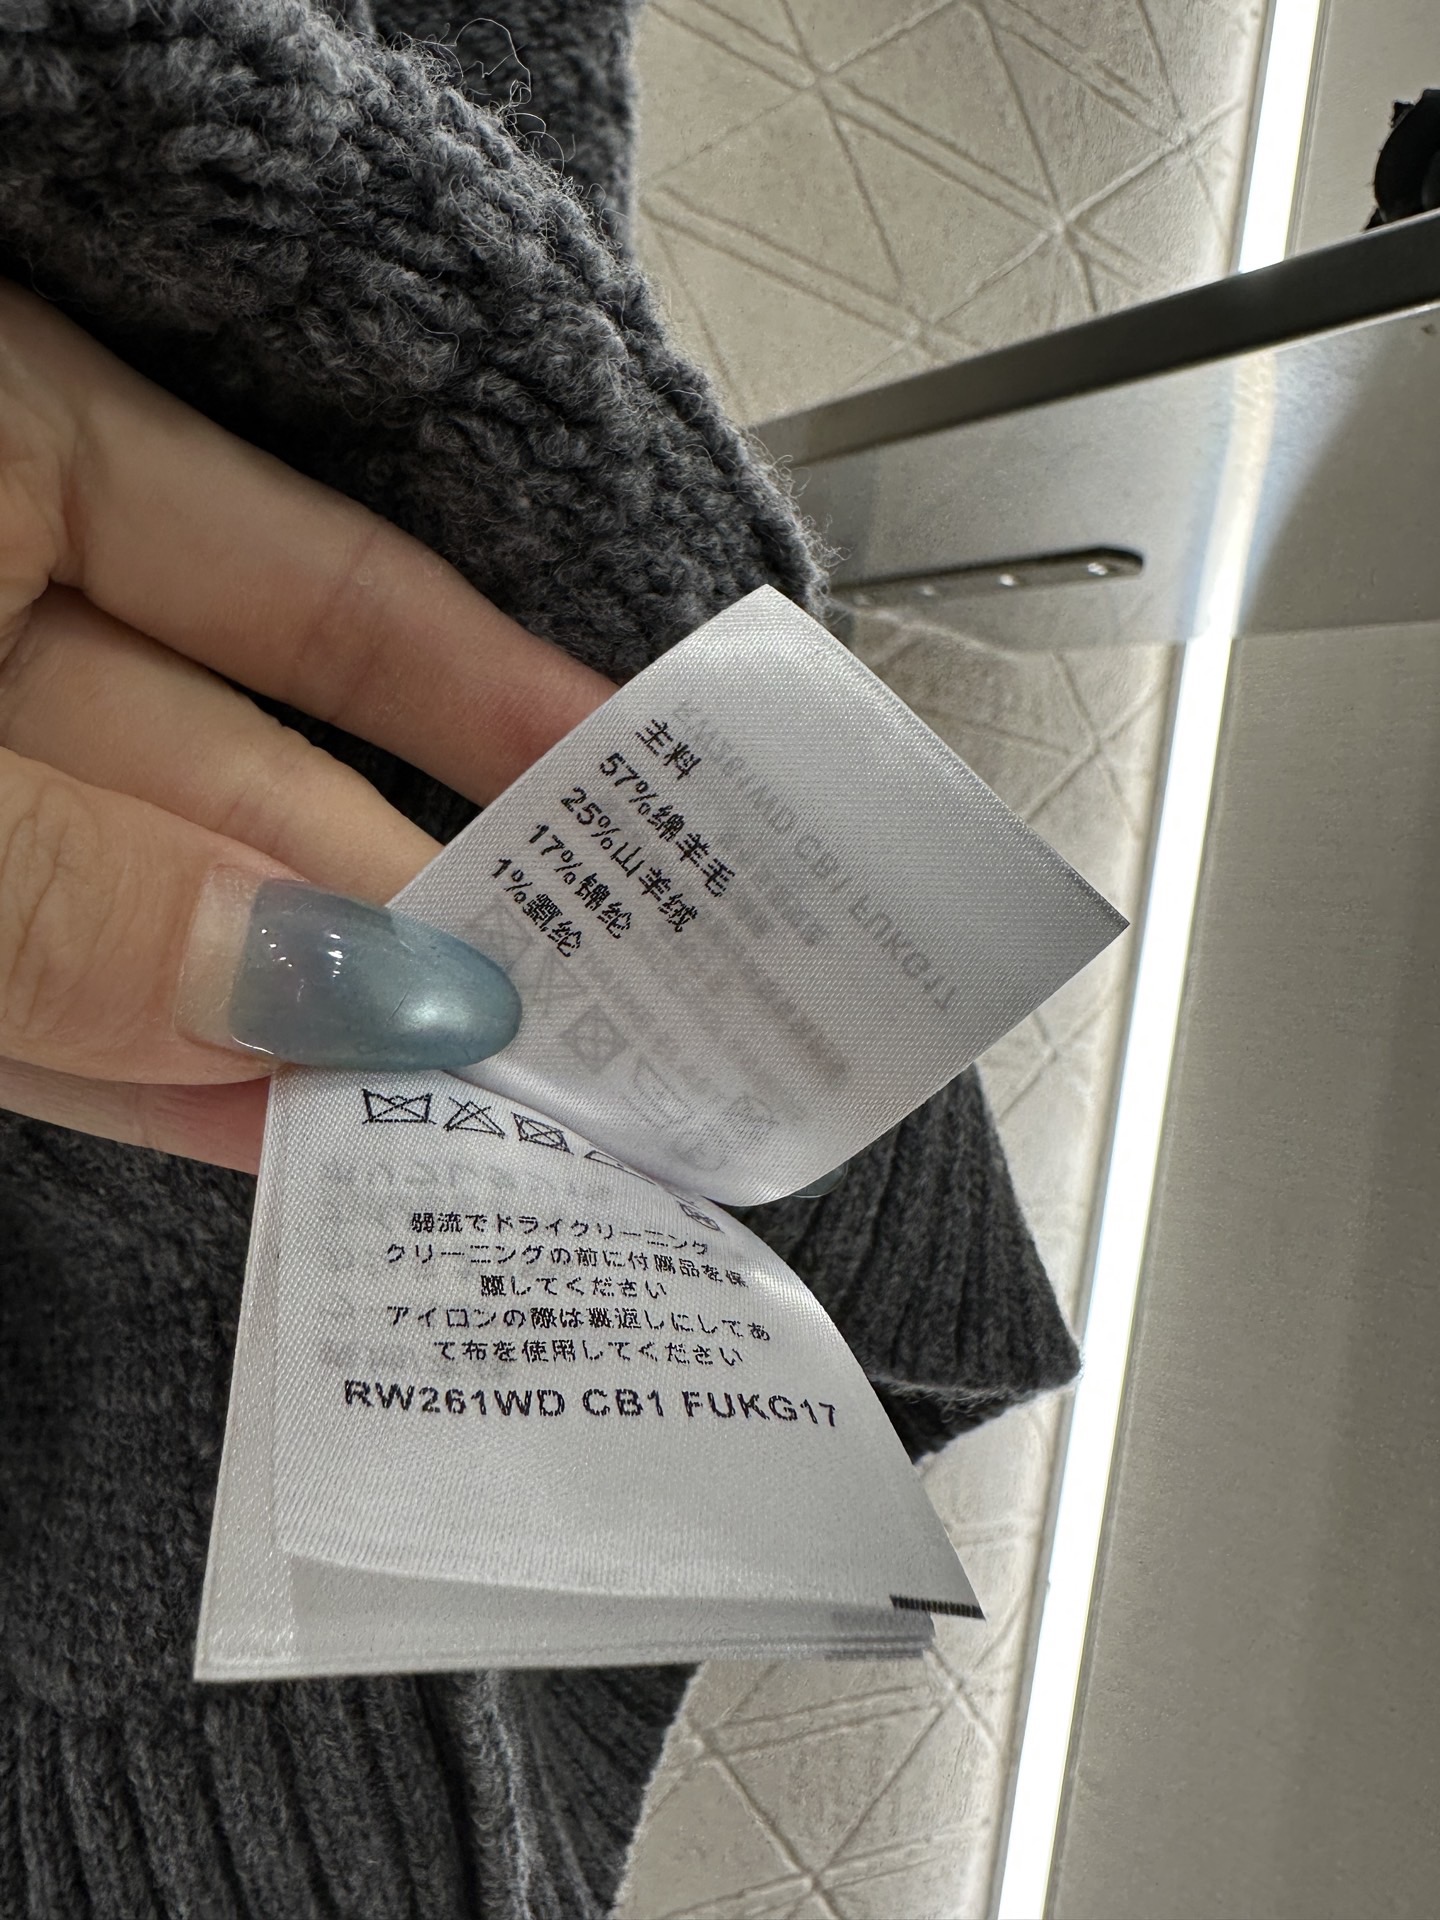 主料
57%绵羊毛
25%山羊绒
17%锦纶
1%氨纶
弱流でドライクリーニング
クリーニングの前に付属品を保
護してください
アイロンの際は裏返しにしてあ
て布を使用してください
RW261WD CB1 FUKG17